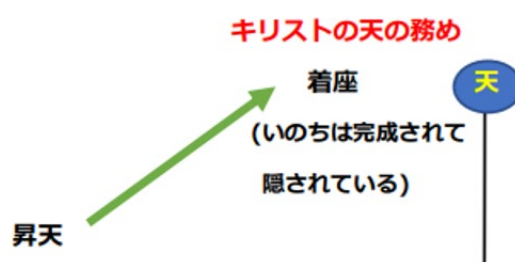 キリストの天の務め
着座
天
(いのちは完成されて
隠されている)
昇天